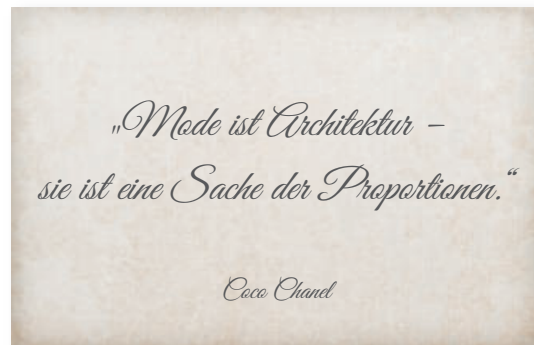 "Mode ist Architektur –
sie ist eine Sache der Proportionen.“
Coco Chanel